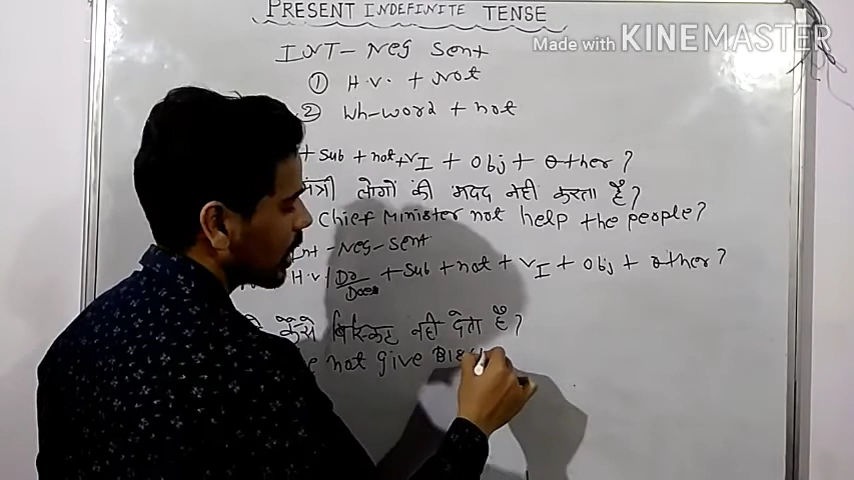 PRESENT INDEFINITE TENSE
Made with KINEMASTER
INT-Neg Sent
① H.V. + Not
② Wh-word + not
+ Sub + not + VI + Obj + Other?
मंत्री लोगों की मदद नहीं करता हैं?
Chief Minister not help the people?
Int-Neg-Sent
H.V/Do/Does + Sub + not + VI + Obj + Other?
कैसे बिस्किट नहीं देता हैं?
not give